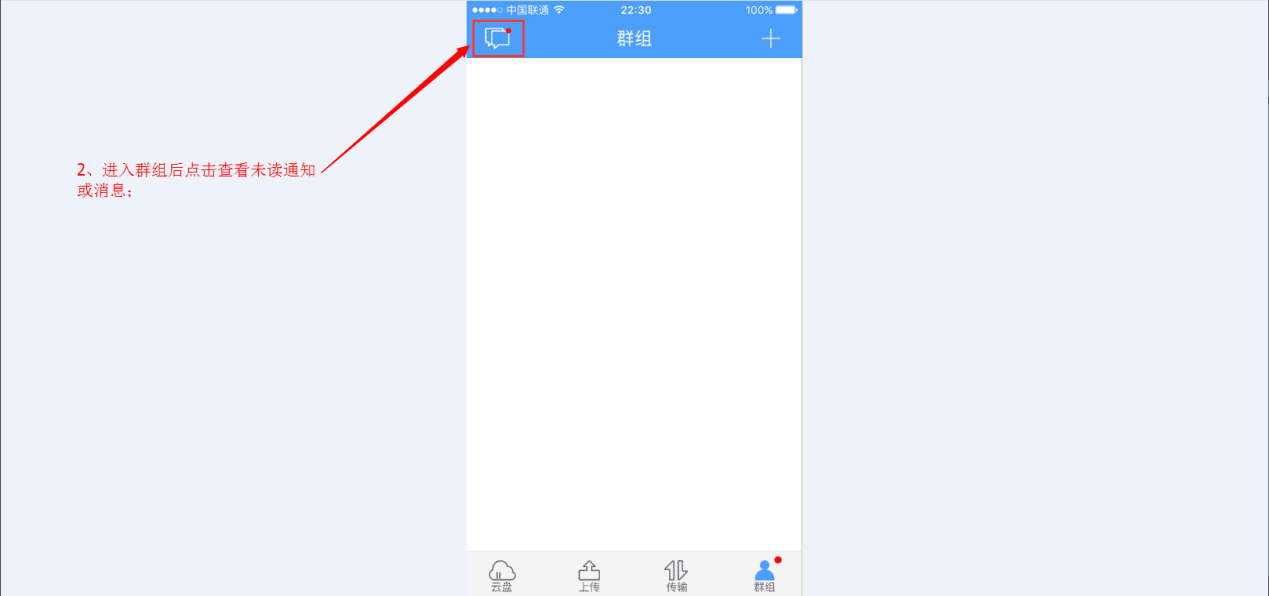 中国联通 22:30 100%
群组
2、进入群组后点击查看未读通知
或消息；
云盘 上传 传输 群组